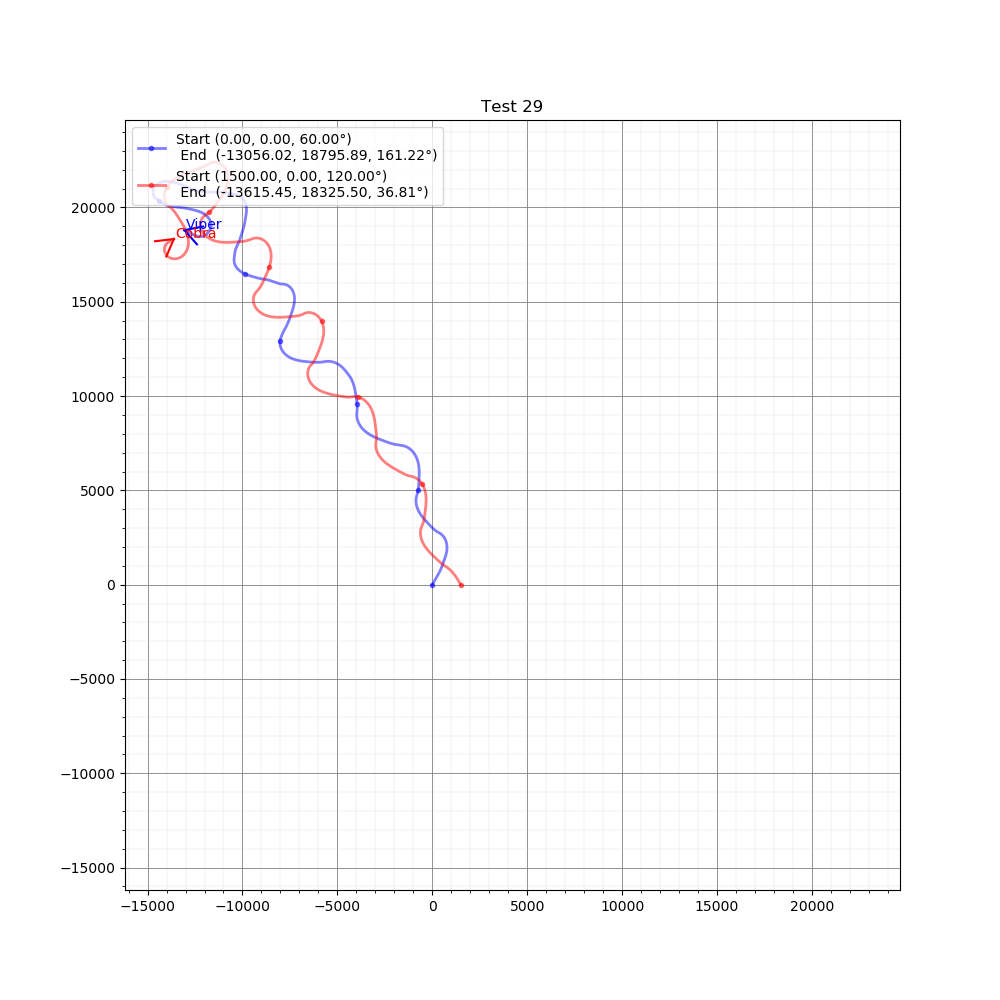 Test 29
Start (0.00, 0.00, 60.00°)
End (-13056.02, 18795.89, 161.22°)
Start (1500.00, 0.00, 120.00°)
End (-13615.45, 18325.50, 36.81°)
Viper
Cobra
20000
15000
10000
5000
0
−5000
−10000
−15000
−15000 −10000 −5000 0 5000 10000 15000 20000